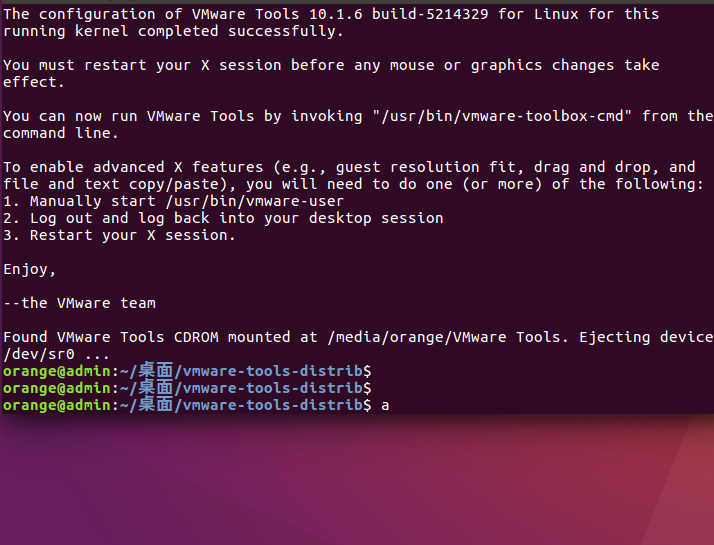 The configuration of VMware Tools 10.1.6 build-5214329 for Linux for this
running kernel completed successfully.
You must restart your X session before any mouse or graphics changes take
effect.
You can now run VMware Tools by invoking "/usr/bin/vmware-toolbox-cmd" from the
command line.
To enable advanced X features (e.g., guest resolution fit, drag and drop, and
file and text copy/paste), you will need to do one (or more) of the following:
1. Manually start /usr/bin/vmware-user
2. Log out and log back into your desktop session
3. Restart your X session.
Enjoy,
--the VMware team
Found VMware Tools CDROM mounted at /media/orange/VMware Tools. Ejecting device
/dev/sr0 ...
orange@admin:~/桌面/vmware-tools-distrib$
orange@admin:~/桌面/vmware-tools-distrib$
orange@admin:~/桌面/vmware-tools-distrib$ a